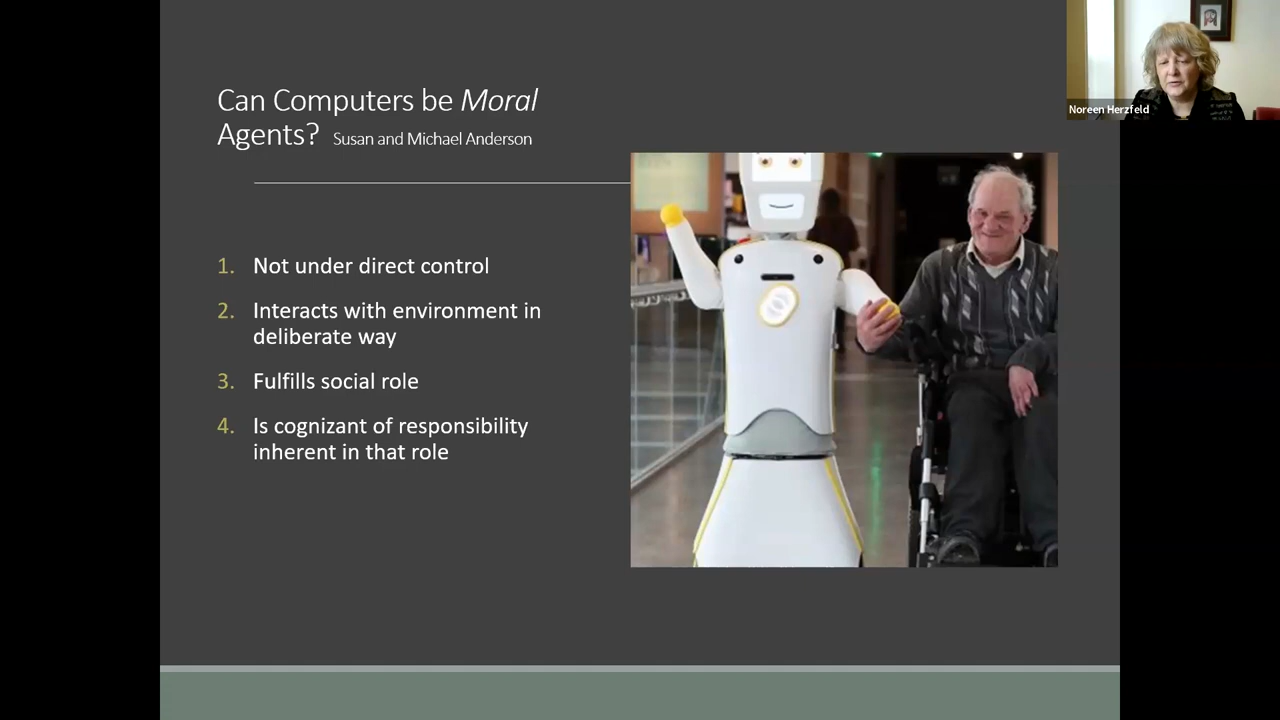 Can Computers be Moral
Agents? Susan and Michael Anderson
1. Not under direct control
2. Interacts with environment in
deliberate way
3. Fulfills social role
4. Is cognizant of responsibility
inherent in that role
Noreen Herzfeld